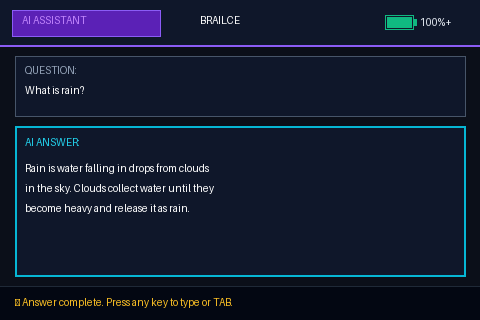 AI ASSISTANT
BRAILCE
100%+
QUESTION:
What is rain?
AI ANSWER
Rain is water falling in drops from clouds
in the sky. Clouds collect water until they
become heavy and release it as rain.
Answer complete. Press any key to type or TAB.